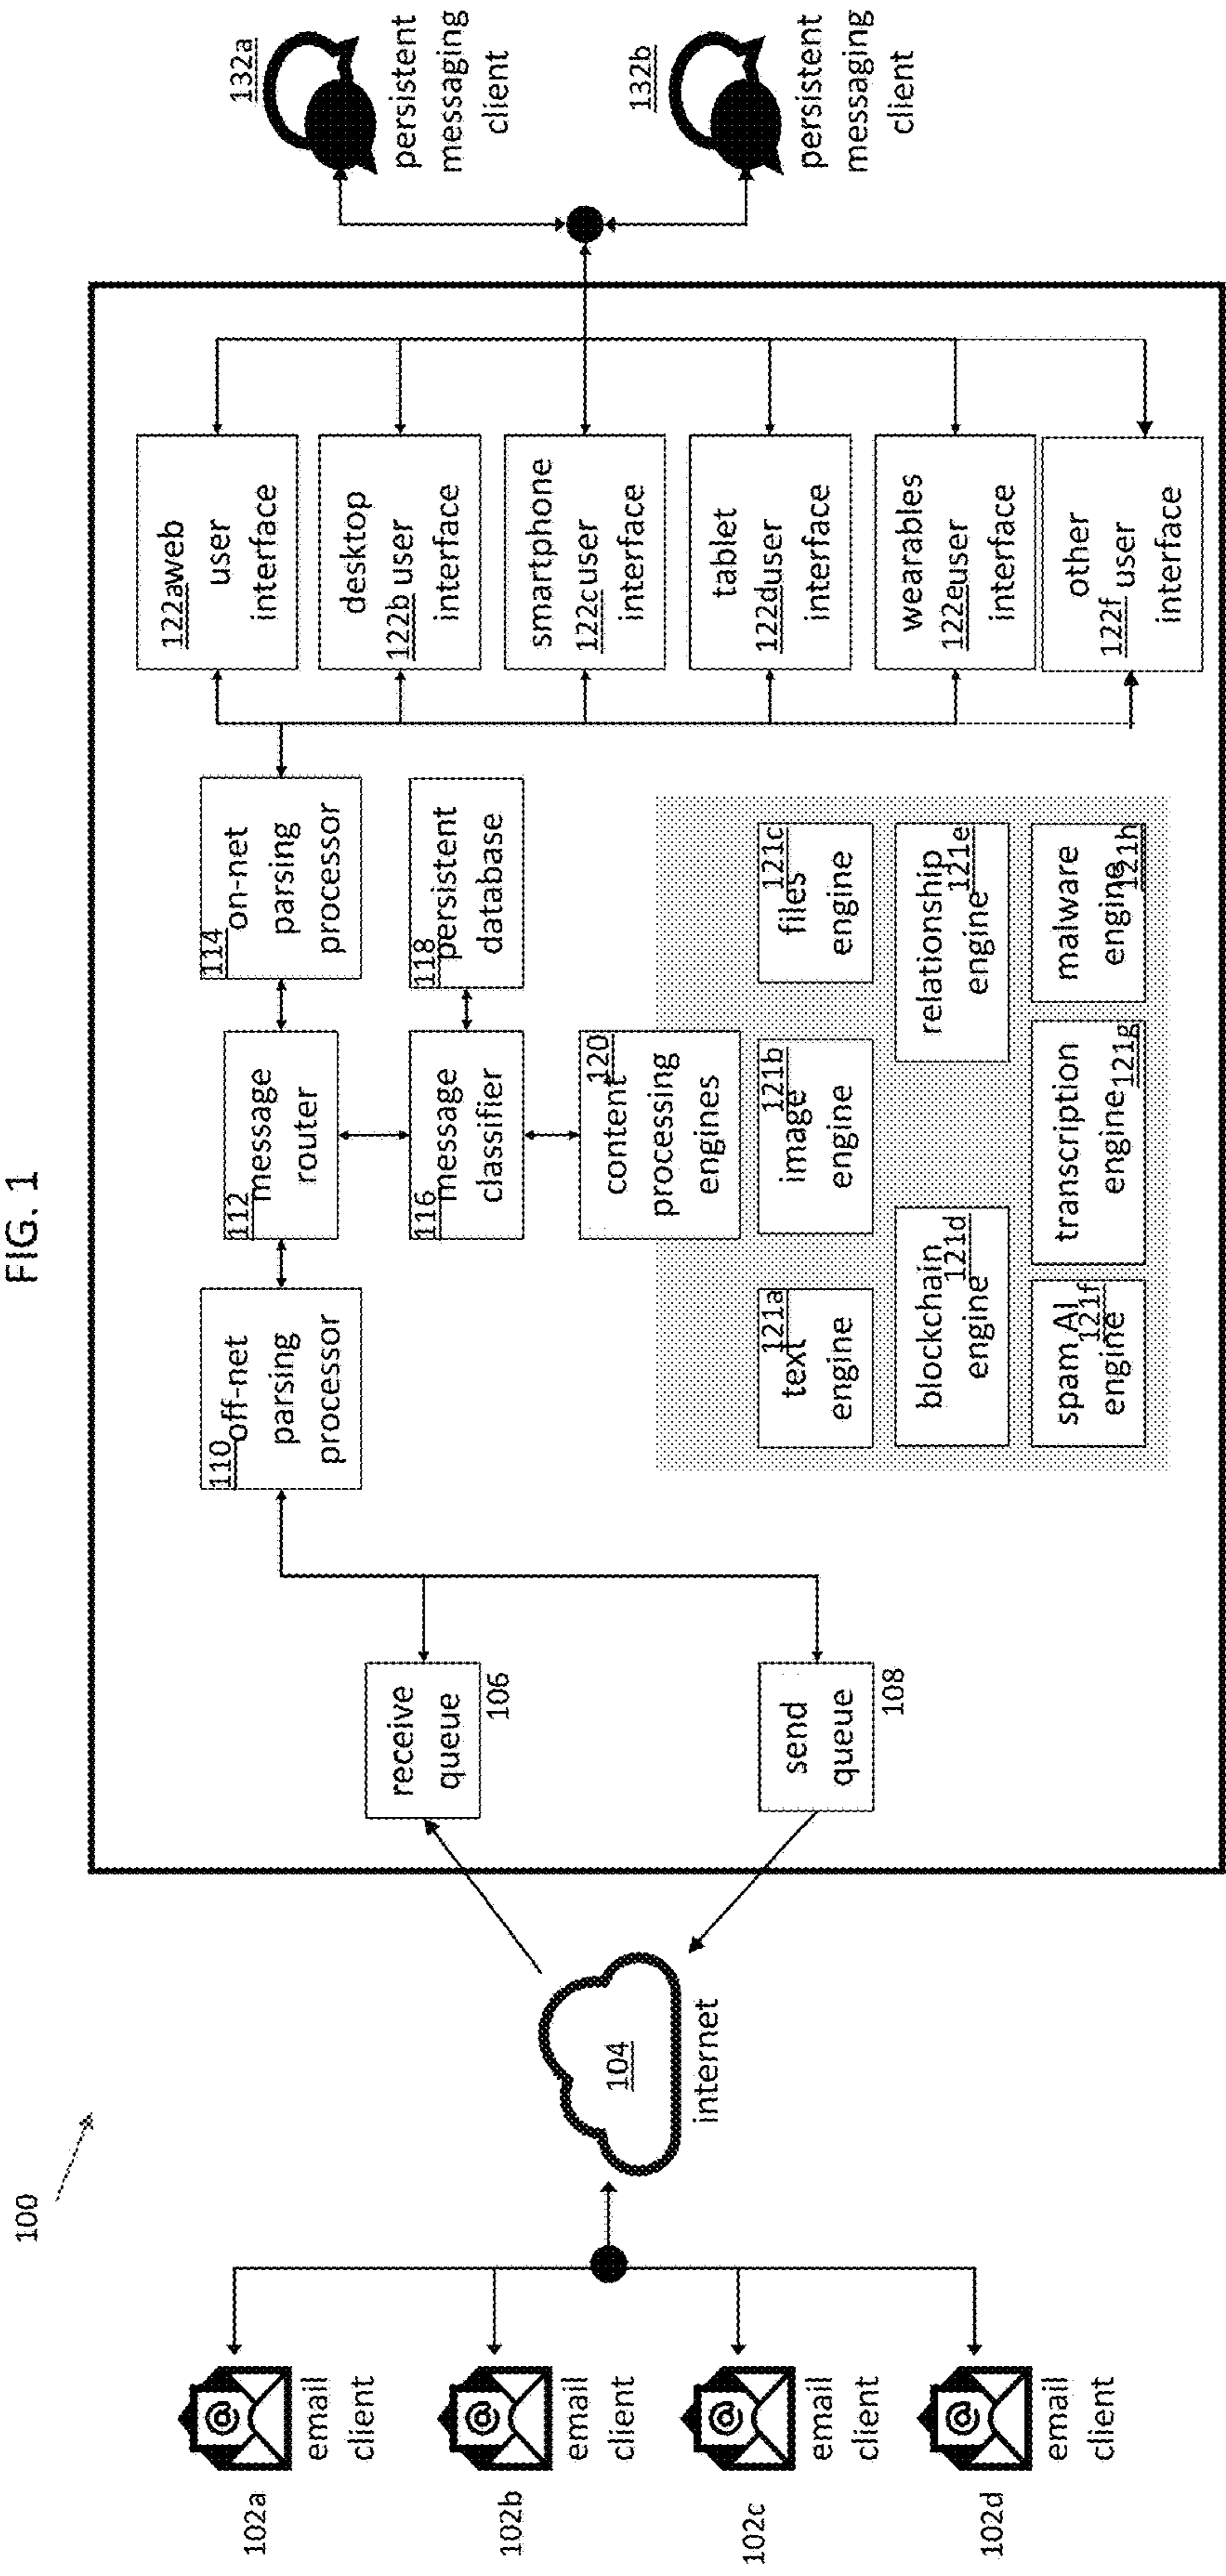 FIG. 1
100
102a
email
client
102b
email
client
102c
email
client
102d
email
client
104
internet
receive
queue
106
send
queue
108
110
off-net
parsing
processor
112
message
router
114
on-net
parsing
processor
116
message
classifier
118
persistent
database
120
content
processing
engines
121a
text
engine
121b
image
engine
121c
files
engine
blockchain
121d
engine
relationship
121e
engine
spam AI
121f
engine
transcription
engine 121g
malware
engine 121h
122a web
user
interface
desktop
122b user
interface
smartphone
122c user
interface
tablet
122d user
interface
wearables
122e user
interface
other
122f user
interface
132a
persistent
messaging
client
132b
persistent
messaging
client